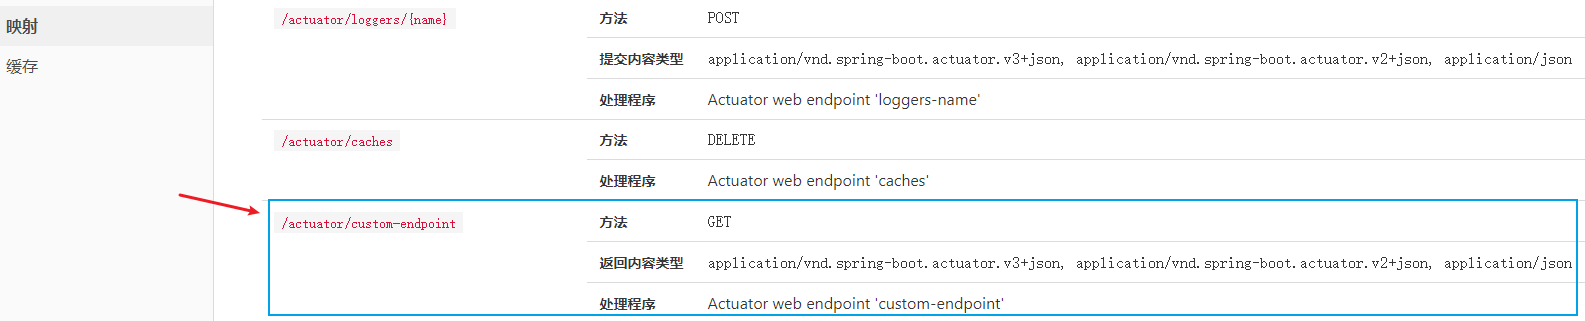 映射
缓存
/actuator/loggers/{name} 方法 POST
提交内容类型 application/vnd.spring-boot.actuator.v3+json, application/vnd.spring-boot.actuator.v2+json, application/json
处理程序 Actuator web endpoint 'loggers-name'
/actuator/caches 方法 DELETE
处理程序 Actuator web endpoint 'caches'
/actuator/custom-endpoint 方法 GET
返回内容类型 application/vnd.spring-boot.actuator.v3+json, application/vnd.spring-boot.actuator.v2+json, application/json
处理程序 Actuator web endpoint 'custom-endpoint'